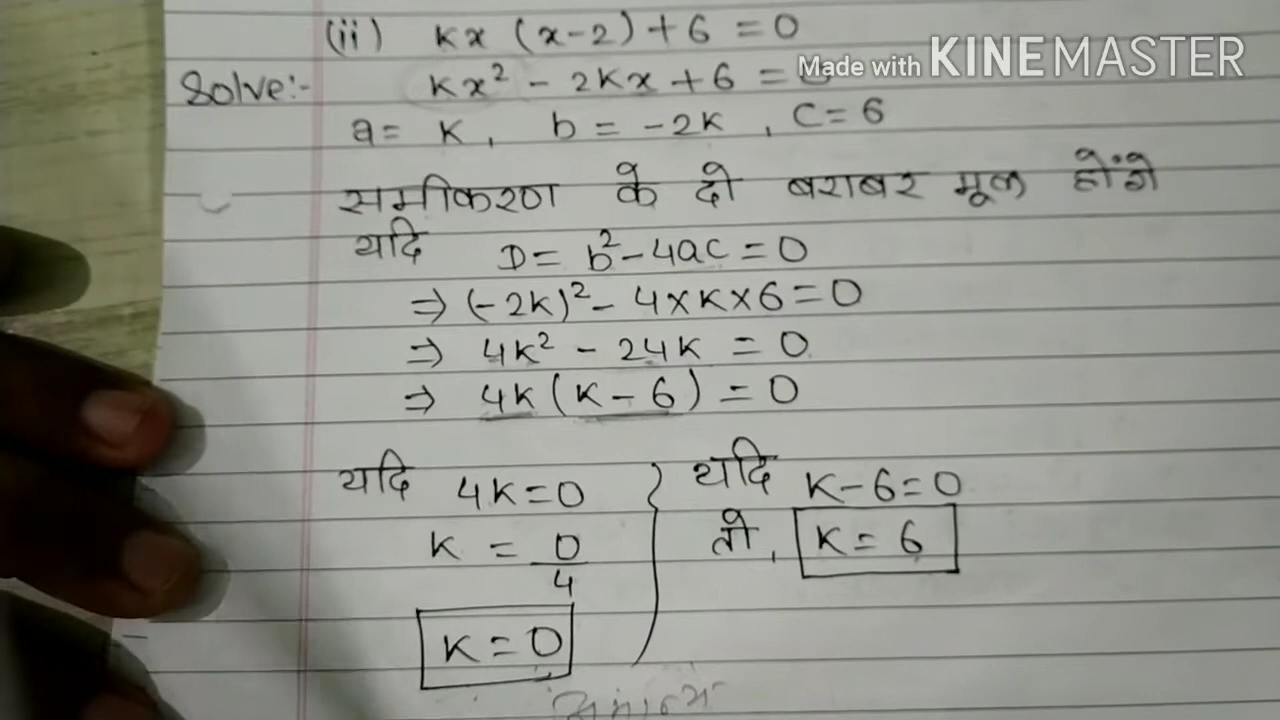 (ii) kx (x-2) + 6 = 0
Made with KINEMASTER
Solve:- kx² - 2kx + 6 = 0
a = k, b = -2k, c = 6
समीकरण के दो बराबर मूल होंगे
यदि D = b² - 4ac = 0
⇒ (-2k)² - 4×k×6 = 0
⇒ 4k² - 24k = 0
⇒ 4k (k - 6) = 0
यदि 4k = 0
k = 0/4
k = 0
यदि k - 6 = 0
तो, k = 6